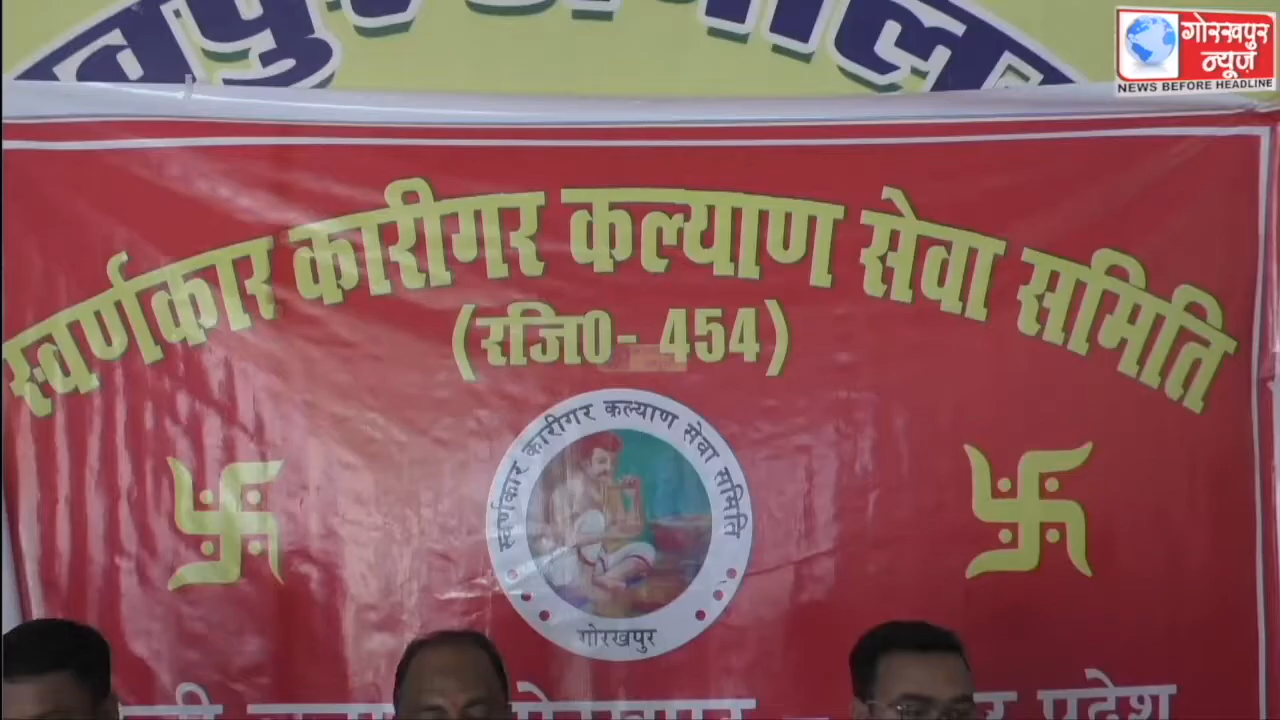 गोरखपुर
न्यूज़
NEWS BEFORE HEADLINE
स्वर्णकार कारीगर कल्याण सेवा समिति
(रजि0- 454)
स्वर्णकार कारीगर कल्याण सेवा समिति
गोरखपुर
गोरखपुर -
प्रदेश